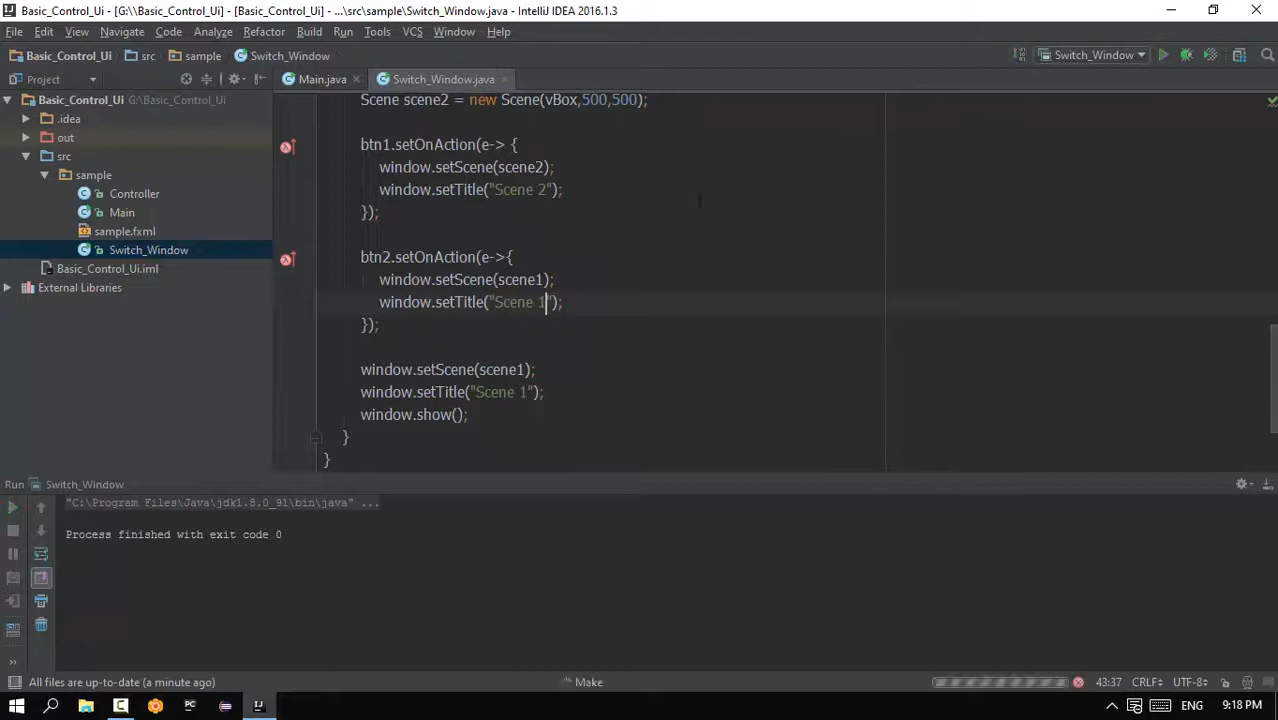 Basic_Control_Ui - [G:\\Basic_Control_Ui] - [Basic_Control_Ui] - ...\src\sample\Switch_Window.java - IntelliJ IDEA 2016.1.3
File Edit View Navigate Code Analyze Refactor Build Run Tools VCS Window Help
Basic_Control_Ui src sample Switch_Window
Switch_Window
Project
Main.java
Switch_Window.java
Basic_Control_Ui G:\Basic_Control_Ui
.idea
out
src
sample
Controller
Main
sample.fxml
Switch_Window
Basic_Control_Ui.iml
External Libraries
Scene scene2 = new Scene(vBox,500,500);
btn1.setOnAction(e-> {
window.setScene(scene2);
window.setTitle("Scene 2");
});
btn2.setOnAction(e->{
window.setScene(scene1);
window.setTitle("Scene 1");
});
window.setScene(scene1);
window.setTitle("Scene 1");
window.show();
}
}
Run Switch_Window
"C:\Program Files\Java\jdk1.8.0_91\bin\java" ...
Process finished with exit code 0
All files are up-to-date (a minute ago) Make 43:37 CRLF UTF-8
PC ENG 9:18 PM